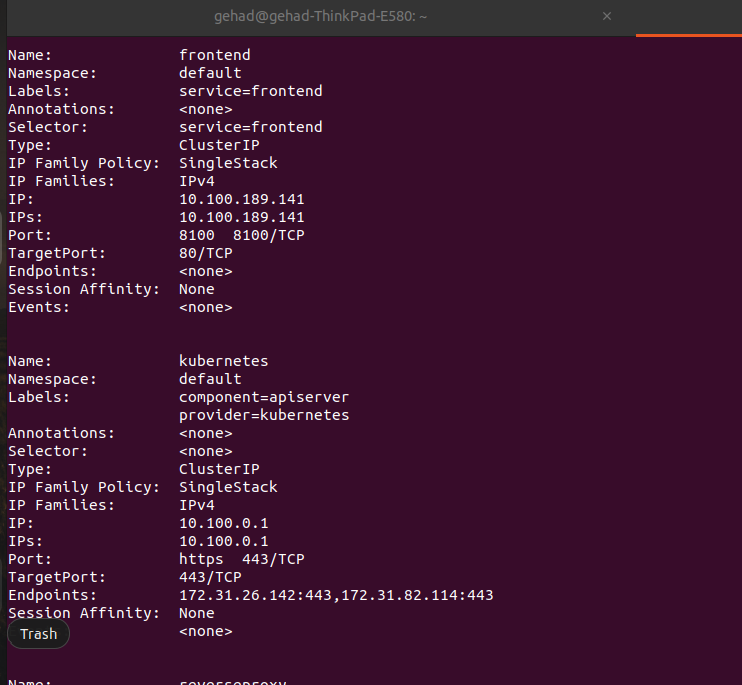 gehad@gehad-ThinkPad-E580: ~ ×
Name: frontend
Namespace: default
Labels: service=frontend
Annotations: <none>
Selector: service=frontend
Type: ClusterIP
IP Family Policy: SingleStack
IP Families: IPv4
IP: 10.100.189.141
IPs: 10.100.189.141
Port: 8100 8100/TCP
TargetPort: 80/TCP
Endpoints: <none>
Session Affinity: None
Events: <none>
Name: kubernetes
Namespace: default
Labels: component=apiserver
provider=kubernetes
Annotations: <none>
Selector: <none>
Type: ClusterIP
IP Family Policy: SingleStack
IP Families: IPv4
IP: 10.100.0.1
IPs: 10.100.0.1
Port: https 443/TCP
TargetPort: 443/TCP
Endpoints: 172.31.26.142:443,172.31.82.114:443
Session Affinity: None
Trash <none>
Name: reverseproxy